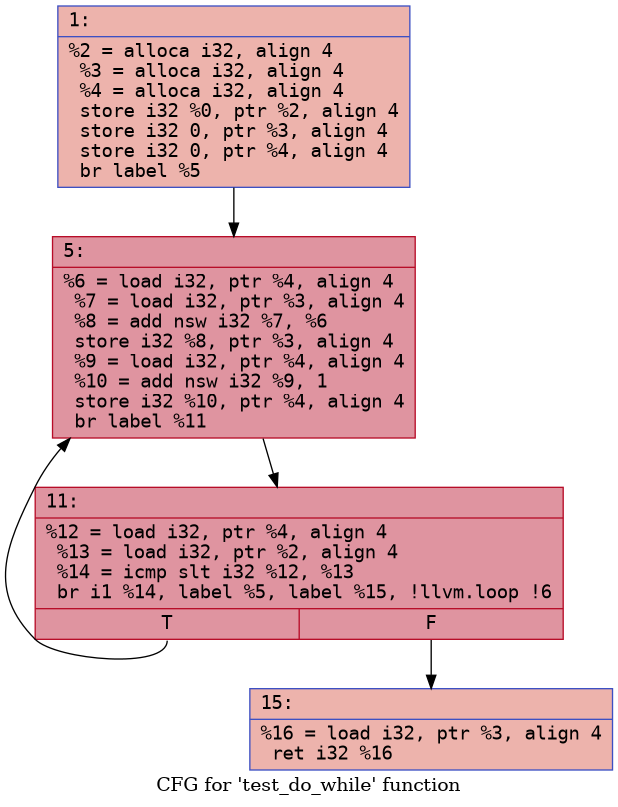 1:
%2 = alloca i32, align 4
%3 = alloca i32, align 4
%4 = alloca i32, align 4
store i32 %0, ptr %2, align 4
store i32 0, ptr %3, align 4
store i32 0, ptr %4, align 4
br label %5
5:
%6 = load i32, ptr %4, align 4
%7 = load i32, ptr %3, align 4
%8 = add nsw i32 %7, %6
store i32 %8, ptr %3, align 4
%9 = load i32, ptr %4, align 4
%10 = add nsw i32 %9, 1
store i32 %10, ptr %4, align 4
br label %11
11:
%12 = load i32, ptr %4, align 4
%13 = load i32, ptr %2, align 4
%14 = icmp slt i32 %12, %13
br i1 %14, label %5, label %15, !llvm.loop !6
T F
15:
%16 = load i32, ptr %3, align 4
ret i32 %16
CFG for 'test_do_while' function